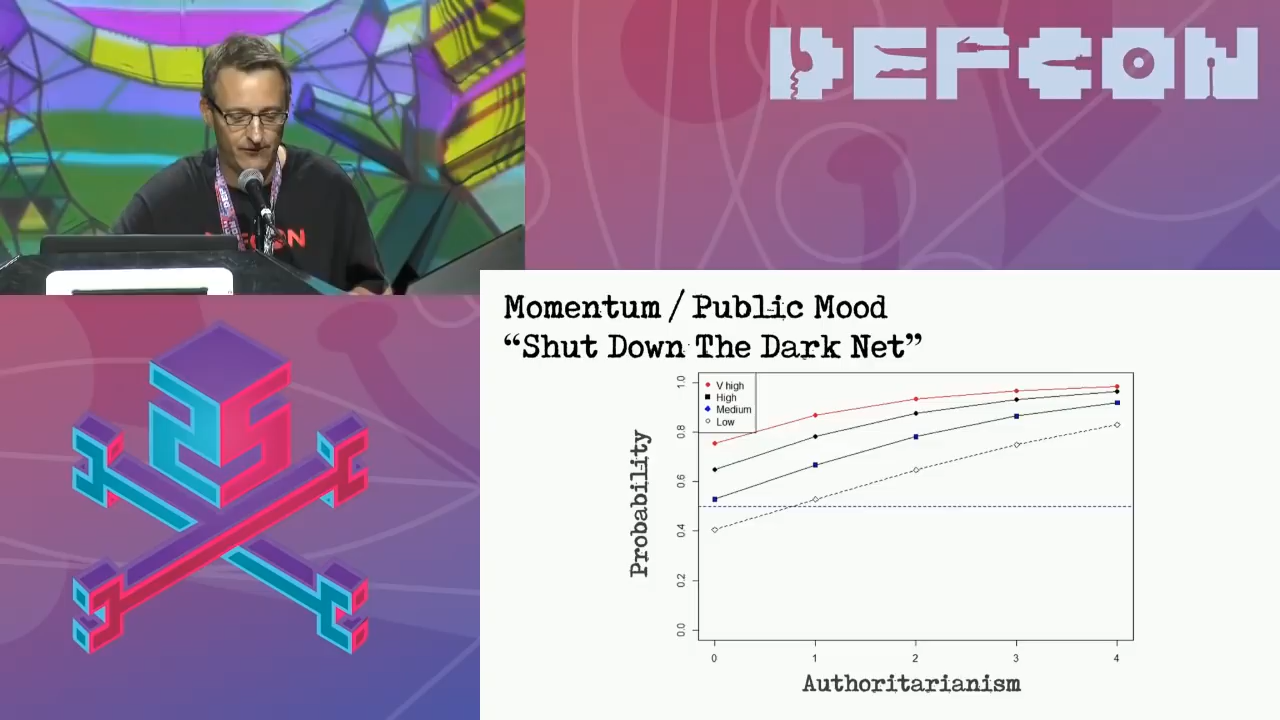 DEFCON
Momentum / Public Mood
“Shut Down The Dark Net”
V high
High
Medium
Low
Probability
1.0
0.8
0.6
0.4
0.2
0.0
0
1
2
3
4
Authoritarianism